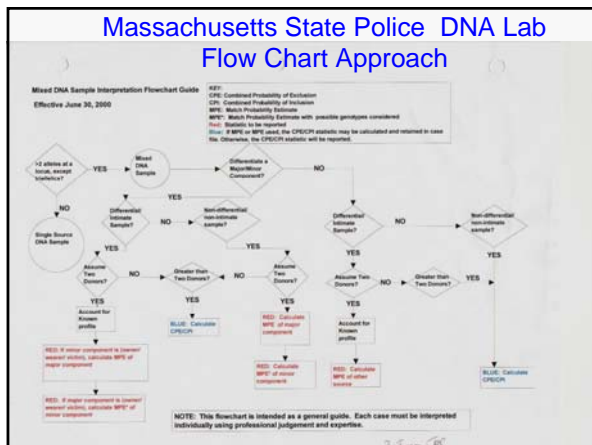 Massachusetts State Police DNA Lab
Flow Chart Approach
Mixed DNA Sample Interpretation Flowchart Guide
Effective June 30, 2000
KEY:
CPE: Combined Probability of Exclusion
CPI: Combined Probability of Inclusion
MPE: Match Probability Estimate
MPE*: Match Probability Estimate with possible genotypes considered
Red: Statistic to be reported
Blue: If MPE or MPE used, the CPE/CPI statistic may be calculated and retained in case
file. Otherwise, the CPE/CPI statistic will be reported.
>2 alleles at a
locus, except
triallelics?
YES
Mixed
DNA
Sample
Differentiate a
Major/Minor
Component?
NO
YES
NO
Single Source
DNA Sample
Differential/
Intimate
Sample?
NO
Non-differential/
non-intimate
sample?
Differential/
Intimate
Sample?
NO
Non-differential/
non-intimate
sample?
YES
YES
YES
YES
Assume
Two
Donors?
NO
Greater than
Two Donors?
NO
Assume
Two
Donors?
Assume Two
Donors?
NO
Greater than
Two Donors?
YES
YES
YES
YES
YES
Account for
Known
profile
BLUE: Calculate
CPE/CPI
RED: Calculate
MPE of major
component
Account for
Known
profile
RED: If minor component is (owner/
wearer/ victim), calculate MPE of
major component
RED: Calculate
MPE* of minor
component
RED: Calculate
MPE of other
source
BLUE: Calculate
CPE/CPI
RED: If major component is (owner/
wearer/ victim), calculate MPE* of
minor component
NOTE: This flowchart is intended as a general guide. Each case must be interpreted
individually using professional judgement and expertise.